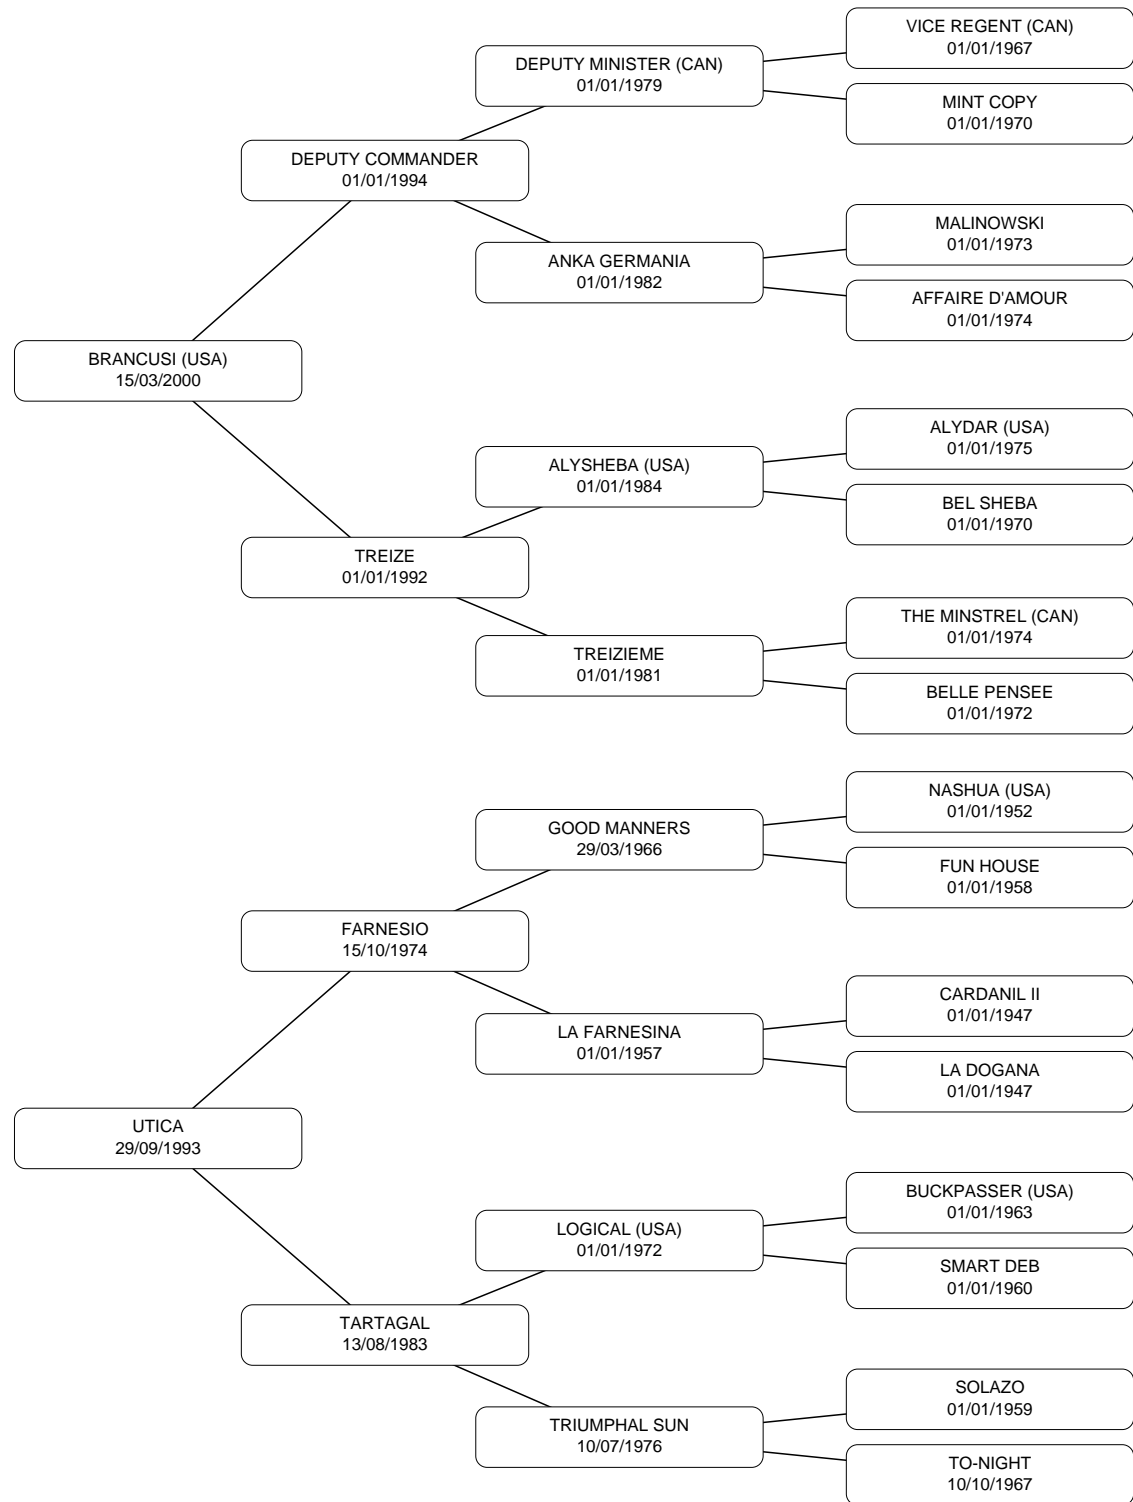 VICE REGENT (CAN)
01/01/1967
DEPUTY MINISTER (CAN)
01/01/1979
MINT COPY
01/01/1970
DEPUTY COMMANDER
01/01/1994
MALINOWSKI
01/01/1973
ANKA GERMANIA
01/01/1982
AFFAIRE D'AMOUR
01/01/1974
BRANCUSI (USA)
15/03/2000
ALYDAR (USA)
01/01/1975
ALYSHEBA (USA)
01/01/1984
BEL SHEBA
01/01/1970
TREIZE
01/01/1992
THE MINSTREL (CAN)
01/01/1974
TREIZIEME
01/01/1981
BELLE PENSEE
01/01/1972
NASHUA (USA)
01/01/1952
GOOD MANNERS
29/03/1966
FUN HOUSE
01/01/1958
FARNESIO
15/10/1974
CARDANIL II
01/01/1947
LA FARNESINA
01/01/1957
LA DOGANA
01/01/1947
UTICA
29/09/1993
BUCKPASSER (USA)
01/01/1963
LOGICAL (USA)
01/01/1972
SMART DEB
01/01/1960
TARTAGAL
13/08/1983
SOLAZO
01/01/1959
TRIUMPHAL SUN
10/07/1976
TO-NIGHT
10/10/1967